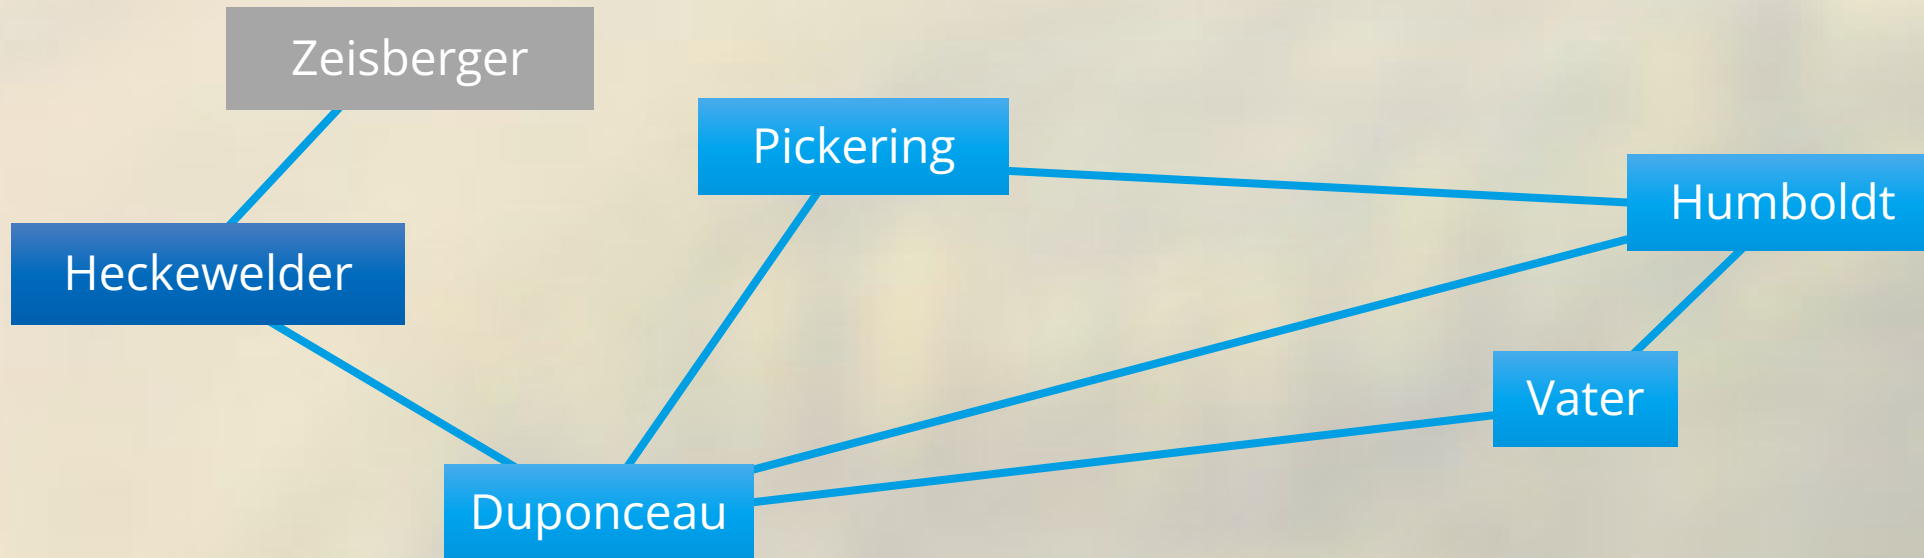 Zeisberger
Pickering
Humboldt
Heckewelder
Vater
Duponceau